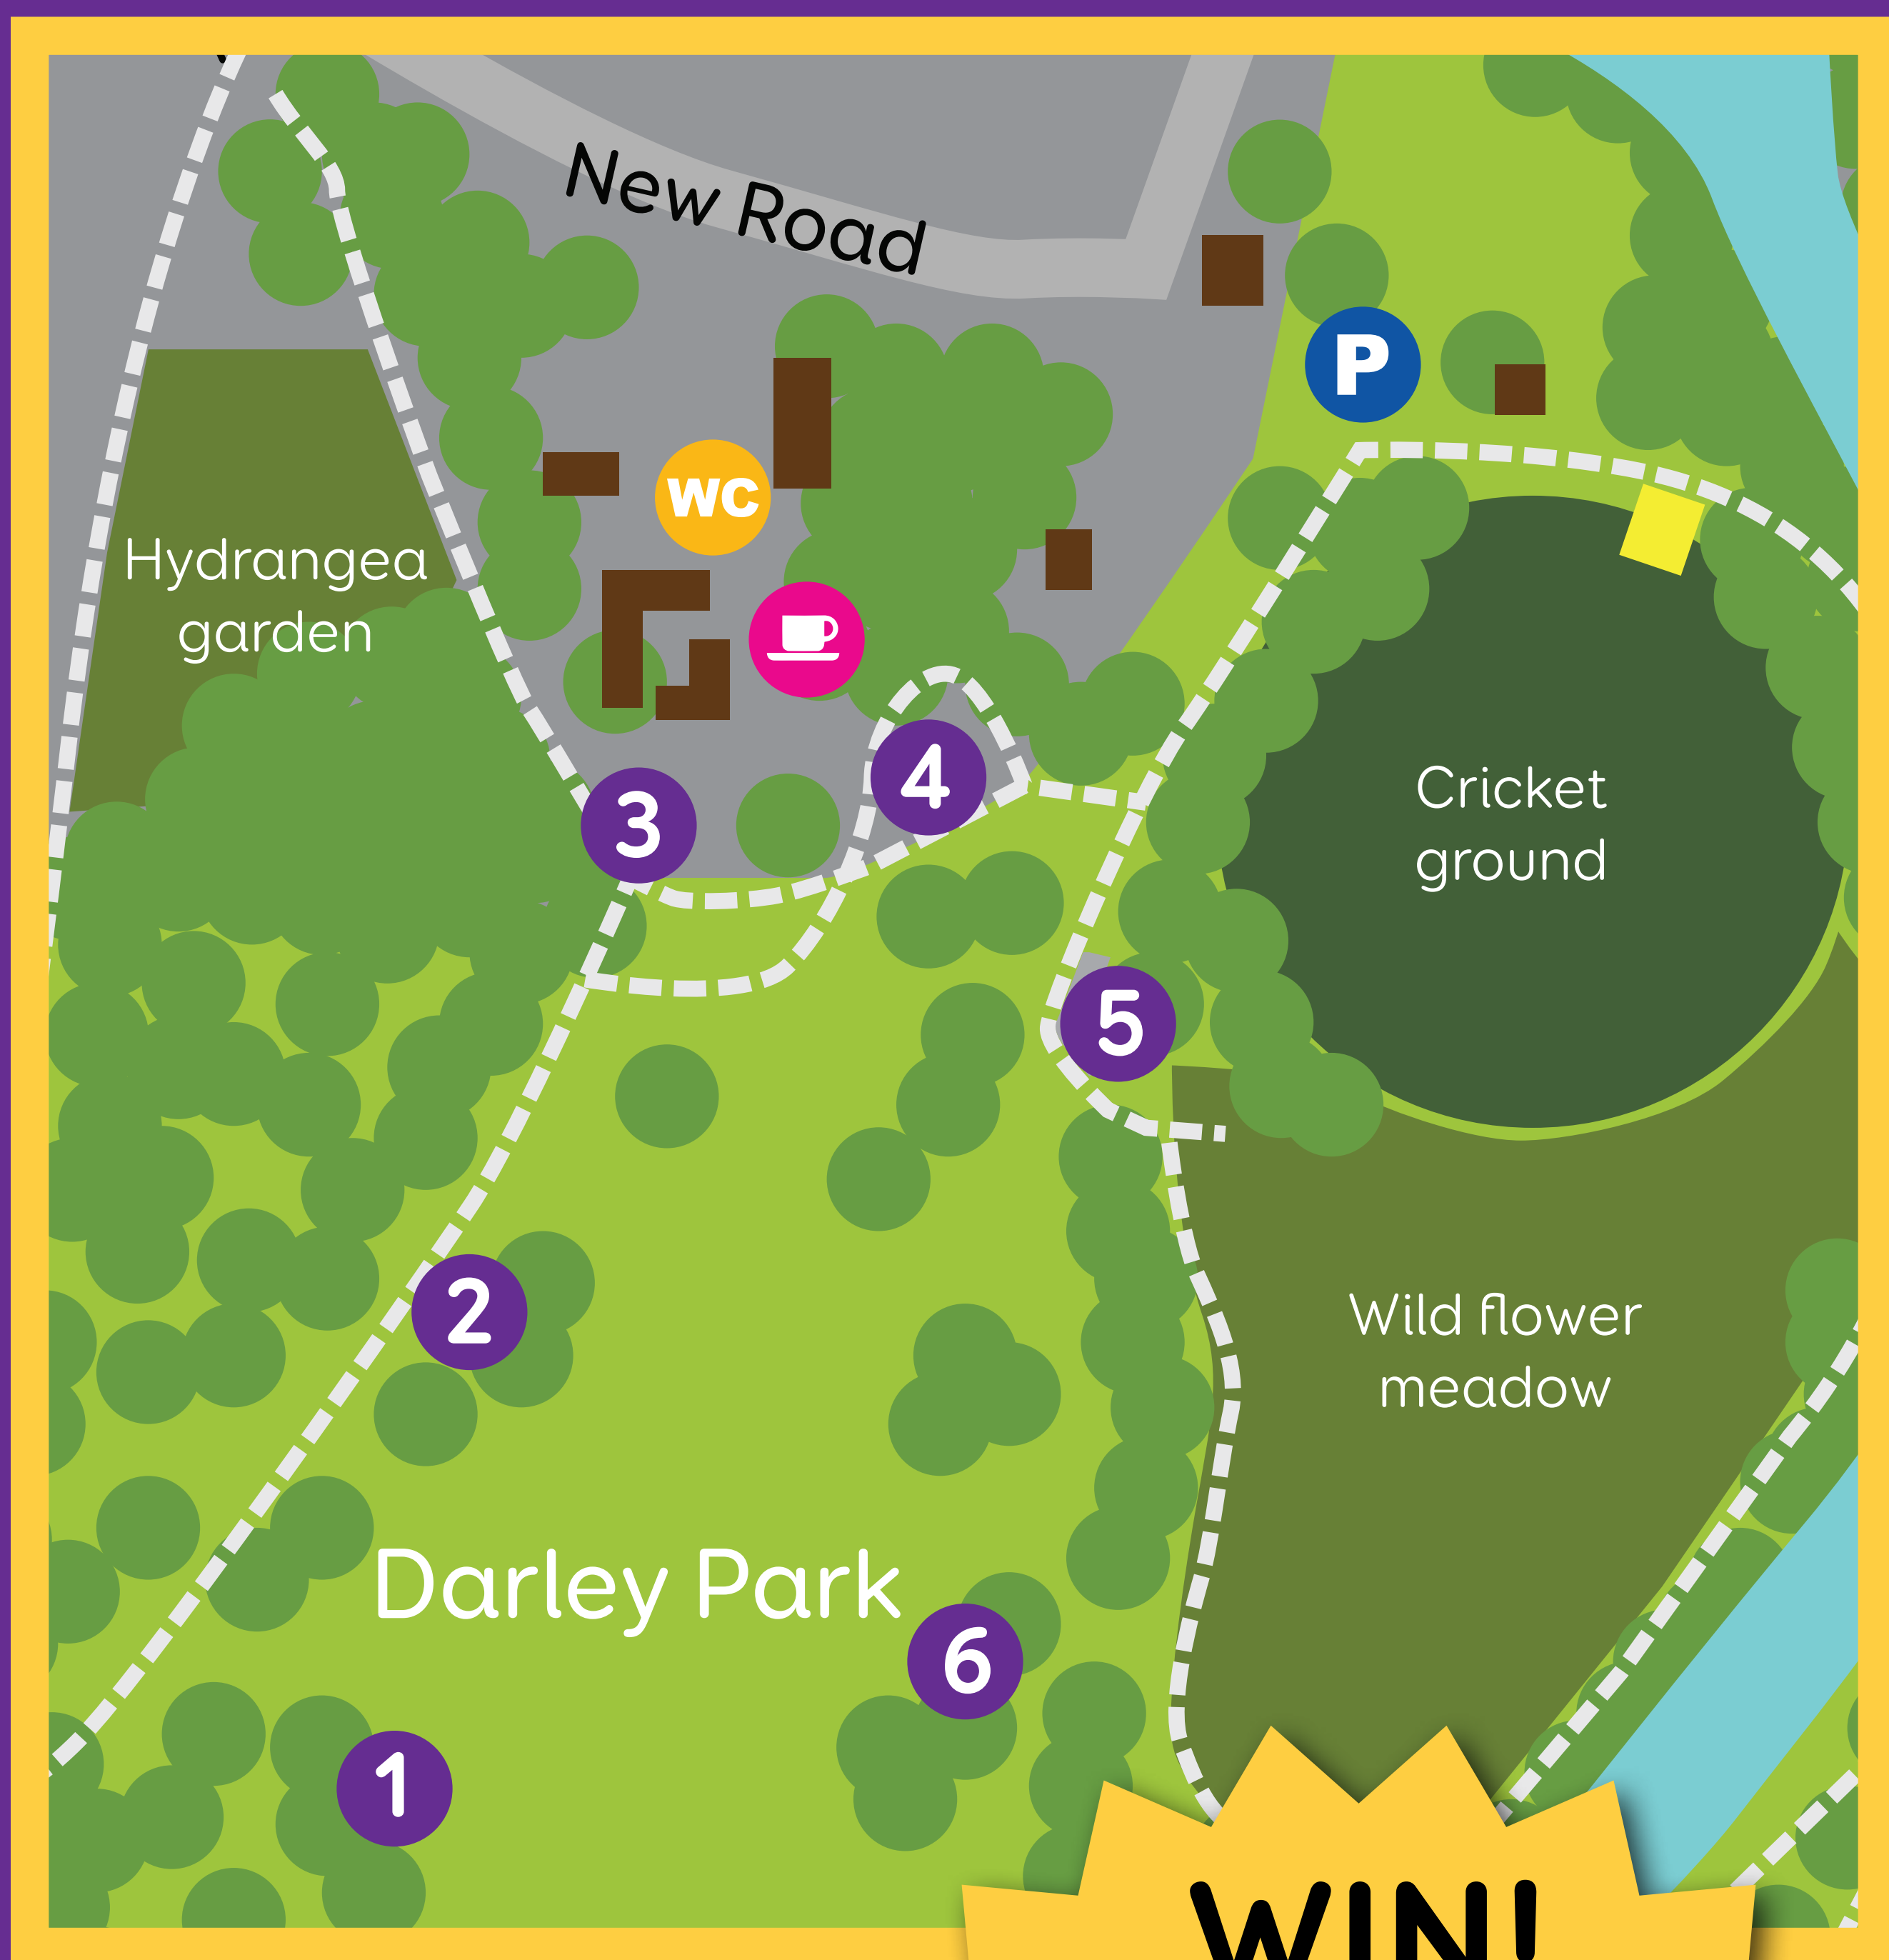 New Road
P
wc
Hydrangea
garden
4
3
Cricket
ground
5
2
Wild flower
meadow
Darley Park
6
1
WIN!